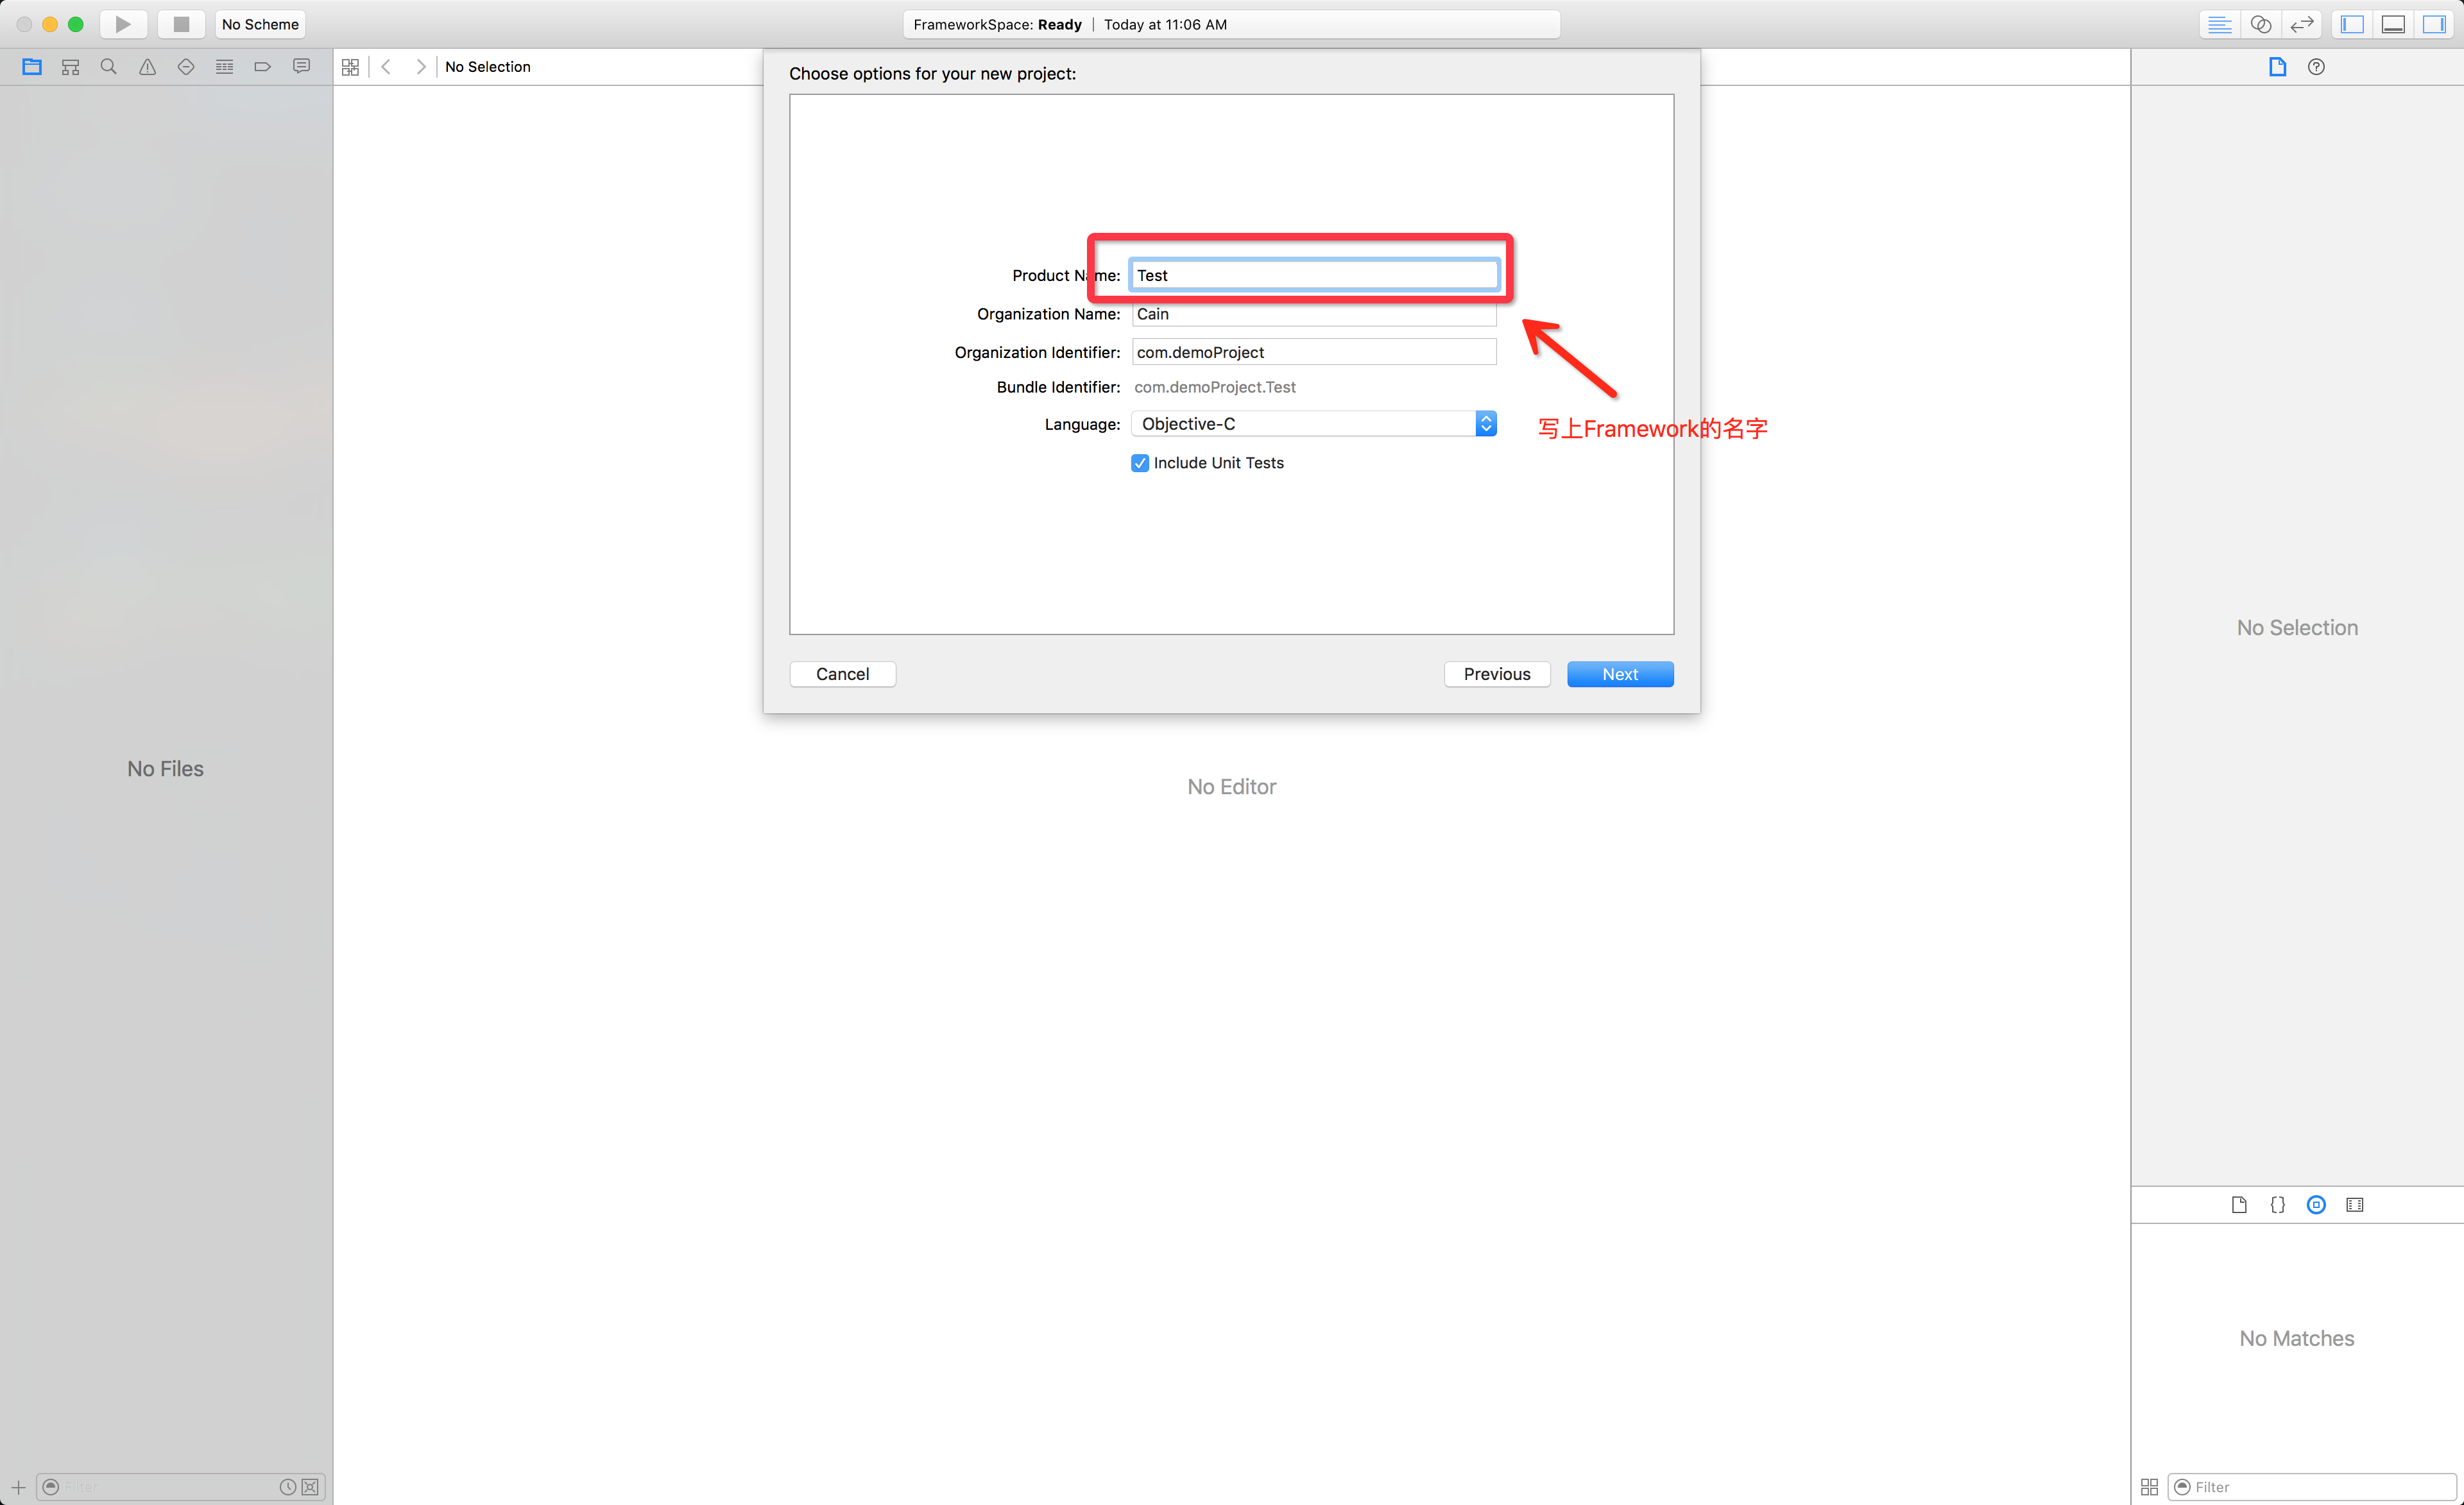 No Scheme
FrameworkSpace: Ready | Today at 11:06 AM
No Selection
Choose options for your new project:
Product Name: Test
Organization Name: Cain
Organization Identifier: com.demoProject
Bundle Identifier: com.demoProject.Test
Language: Objective-C
写上Framework的名字
Include Unit Tests
Cancel
Previous
Next
No Selection
No Files
No Editor
No Matches
Filter
Filter